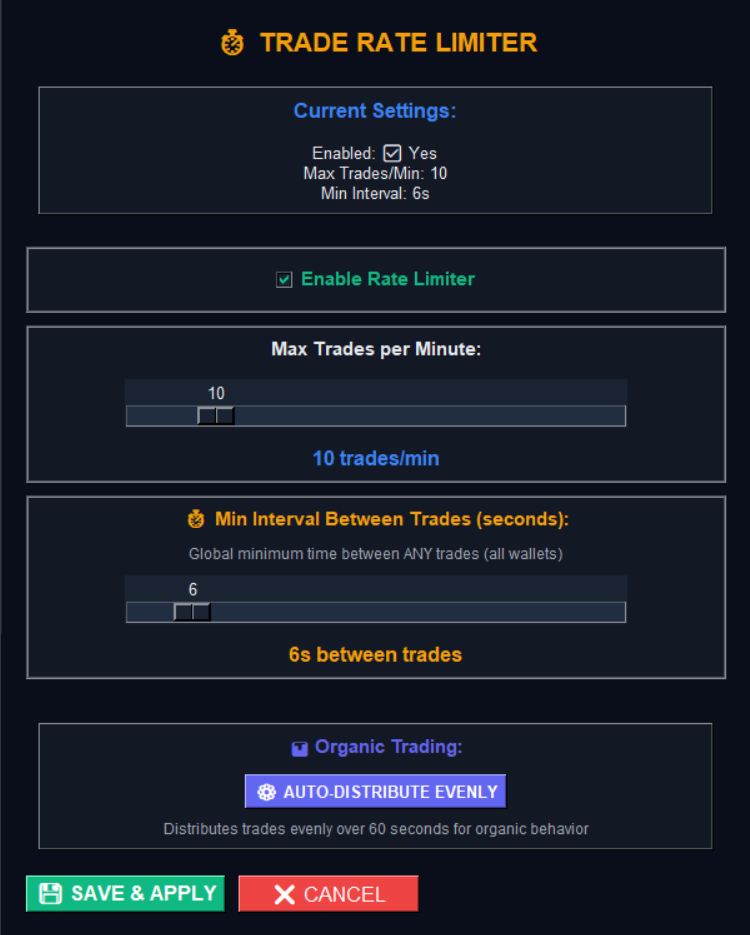 TRADE RATE LIMITER
Current Settings:
Enabled: Yes
Max Trades/Min: 10
Min Interval: 6s
Enable Rate Limiter
Max Trades per Minute:
10
10 trades/min
Min Interval Between Trades (seconds):
Global minimum time between ANY trades (all wallets)
6
6s between trades
Organic Trading:
AUTO-DISTRIBUTE EVENLY
Distributes trades evenly over 60 seconds for organic behavior
SAVE & APPLY
CANCEL